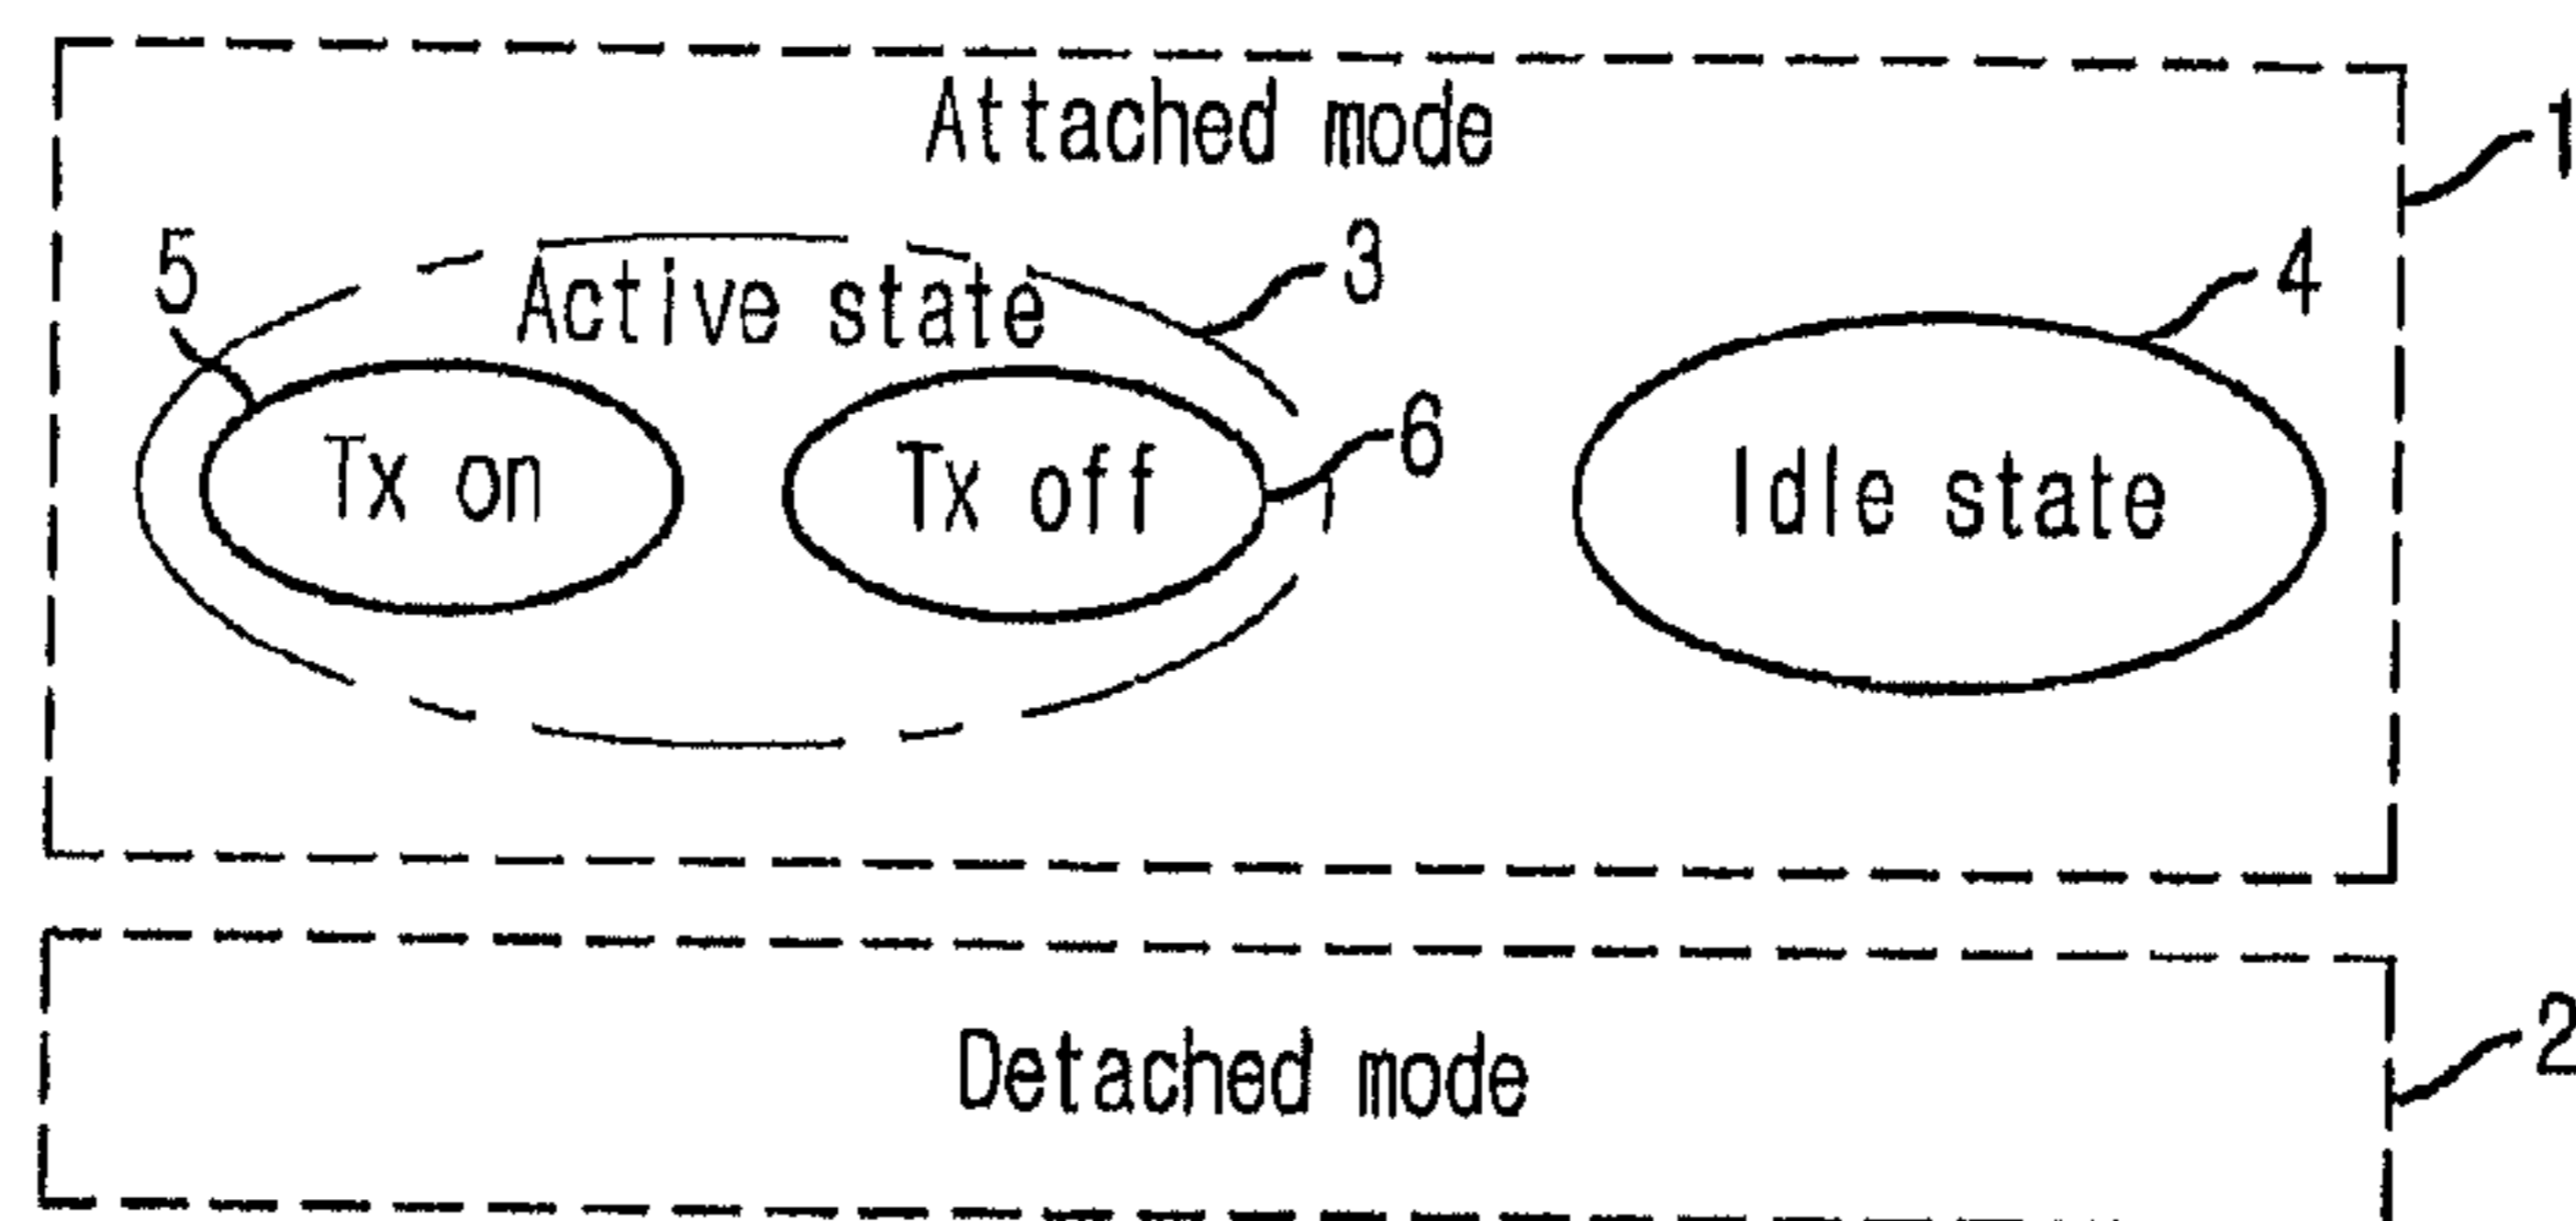 Attached mode
1
5
Active state
3
4
Tx on
Tx off
6
Idle state
Detached mode
2